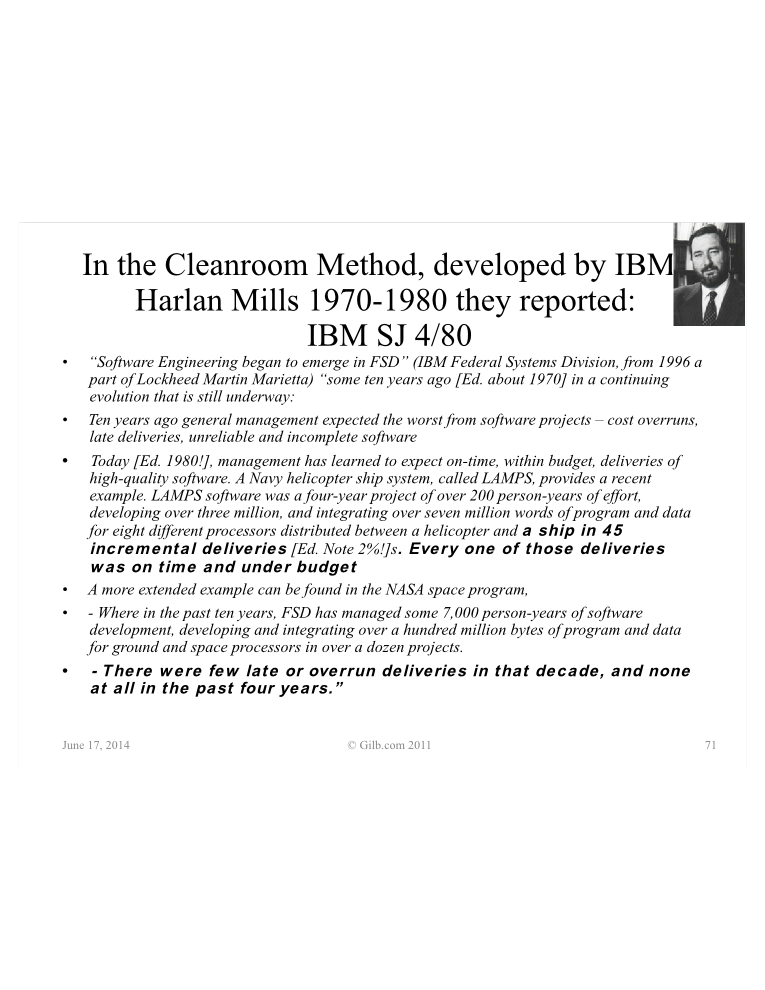 In the Cleanroom Method, developed by IBM
Harlan Mills 1970-1980 they reported:
IBM SJ 4/80
• “Software Engineering began to emerge in FSD” (IBM Federal Systems Division, from 1996 a
part of Lockheed Martin Marietta) “some ten years ago [Ed. about 1970] in a continuing
evolution that is still underway:
• Ten years ago general management expected the worst from software projects – cost overruns,
late deliveries, unreliable and incomplete software
• Today [Ed. 1980!], management has learned to expect on-time, within budget, deliveries of
high-quality software. A Navy helicopter ship system, called LAMPS, provides a recent
example. LAMPS software was a four-year project of over 200 person-years of effort,
developing over three million, and integrating over seven million words of program and data
for eight different processors distributed between a helicopter and a ship in 45
incremental deliveries [Ed. Note 2%!]s. Every one of those deliveries
was on time and under budget
• A more extended example can be found in the NASA space program,
• - Where in the past ten years, FSD has managed some 7,000 person-years of software
development, developing and integrating over a hundred million bytes of program and data
for ground and space processors in over a dozen projects.
• - There were few late or overrun deliveries in that decade, and none
at all in the past four years.”
June 17, 2014 © Gilb.com 2011 71